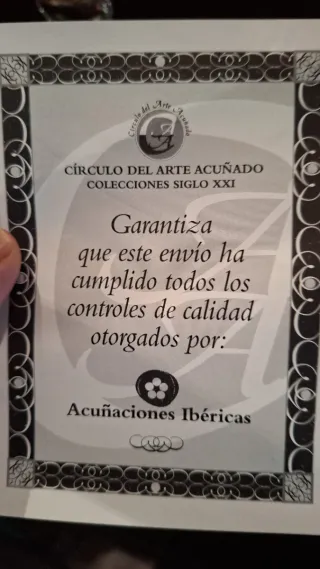 Círculo del Arte Acuñado
CÍRCULO DEL ARTE ACUÑADO
COLECCIONES SIGLO XXI
Garantiza
que este envío ha
cumplido todos los
controles de calidad
otorgados por:
Acuñaciones Ibéricas